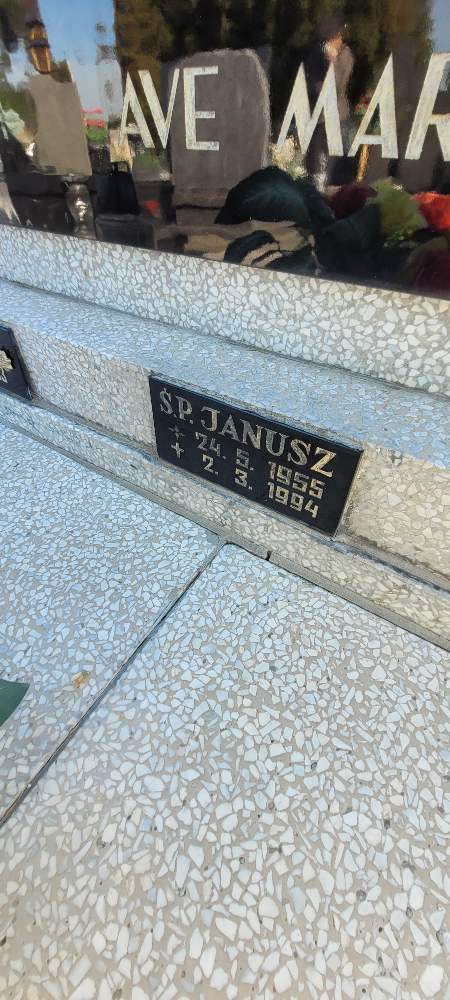 AVE MAR
Ś.P. JANUSZ
+ 24. 5. 1955
+ 2. 3. 1994